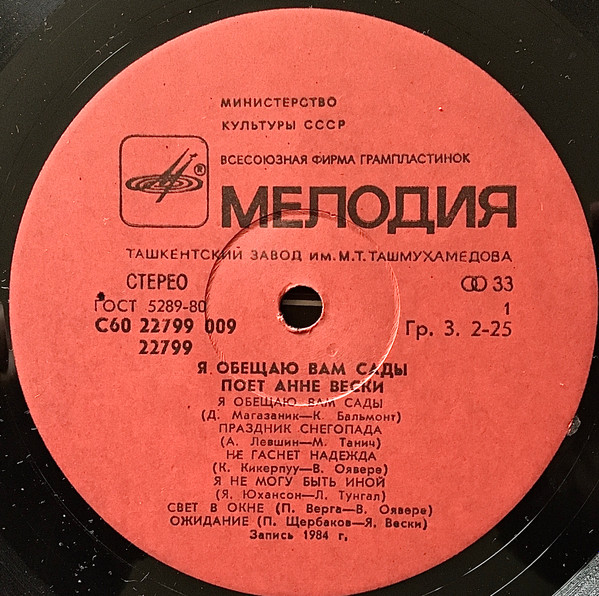 МИНИСТЕРСТВО
КУЛЬТУРЫ СССР
ВСЕСОЮЗНАЯ ФИРМА ГРАМПЛАСТИНОК
®
МЕЛОДИЯ
ТАШКЕНТСКИЙ ЗАВОД ИМ. М.Т. ТАШМУХАМЕДОВА
СТЕРЕО 33
ГОСТ 5289-80 1
С60 22799 009 Гр. 3. 2-25
22799
Я ОБЕЩАЮ ВАМ САДЫ
ПОЕТ АННЕ ВЕСКИ
Я ОБЕЩАЮ ВАМ САДЫ
(Д. Магазаник—К. Бальмонт)
ПРАЗДНИК СНЕГОПАДА
(А. Левшин—М. Танич)
НЕ ГАСНЕТ НАДЕЖДА
(К. Кикерпуу—В. Оявере)
Я НЕ МОГУ БЫТЬ ИНОЙ
(Я. Юхансон—Л. Тунгал)
СВЕТ В ОКНЕ (П. Верга—В. Оявере)
ОЖИДАНИЕ (П. Щербаков—Я. Вески)
Запись 1984 г.